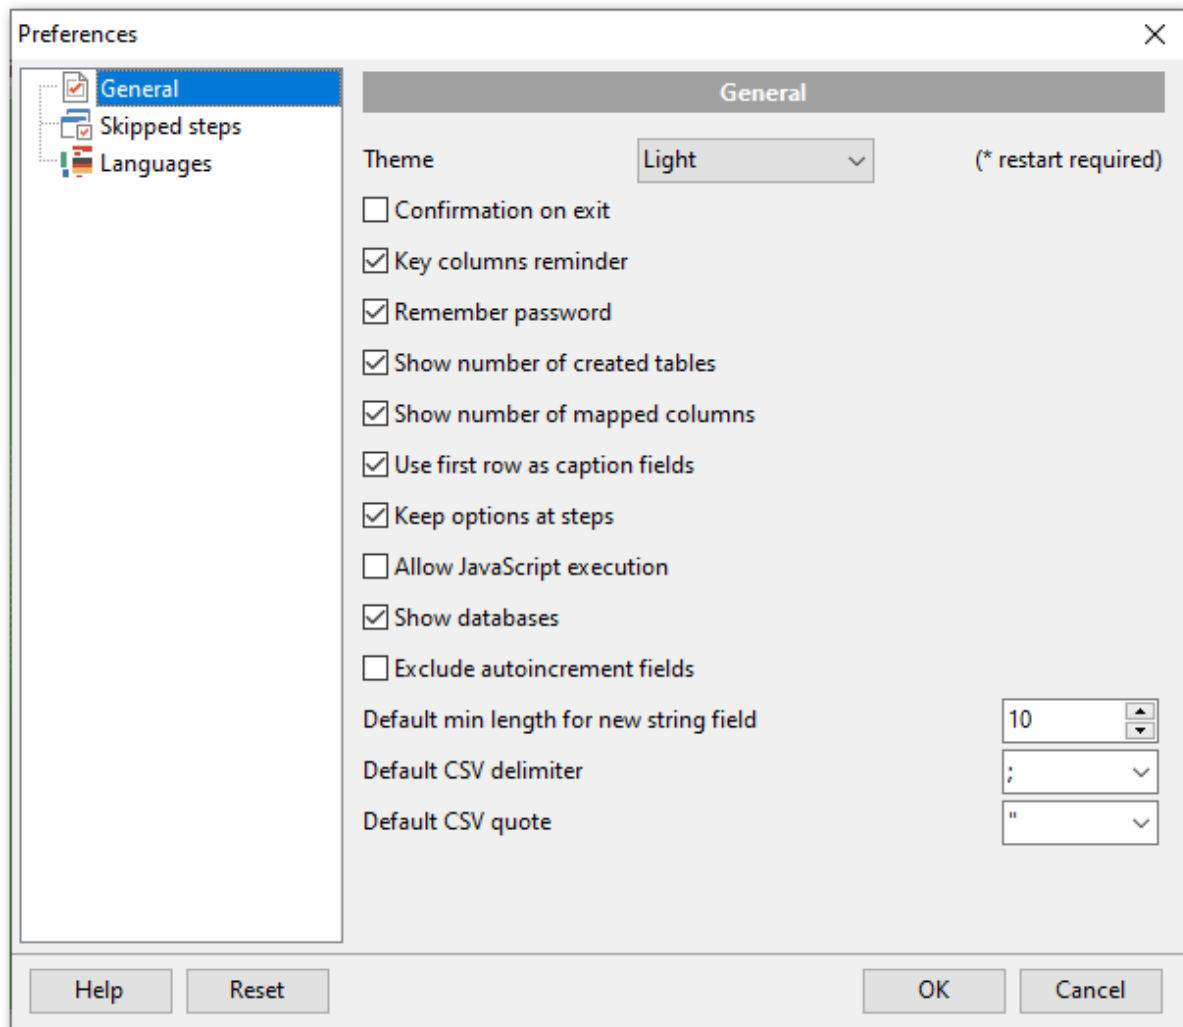 Preferences
General
Skipped steps
Languages
General
Theme Light (* restart required)
Confirmation on exit
Key columns reminder
Remember password
Show number of created tables
Show number of mapped columns
Use first row as caption fields
Keep options at steps
Allow JavaScript execution
Show databases
Exclude autoincrement fields
Default min length for new string field 10
Default CSV delimiter ;
Default CSV quote "
Help Reset OK Cancel